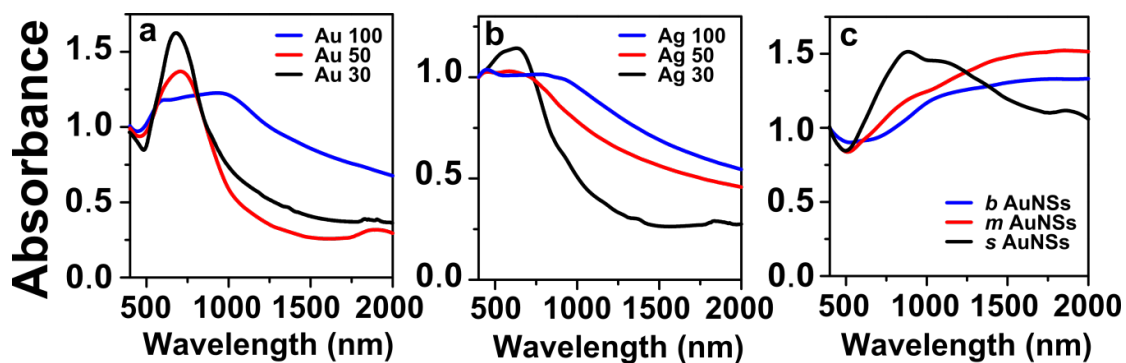 Absorbance
a
Au 100
Au 50
Au 30
1.5
1.0
0.5
0.0
500 1000 1500 2000
Wavelength (nm)
b
Ag 100
Ag 50
Ag 30
1.0
0.5
0.0
500 1000 1500 2000
Wavelength (nm)
c
b AuNSs
m AuNSs
s AuNSs
1.5
1.0
0.5
0.0
500 1000 1500 2000
Wavelength (nm)